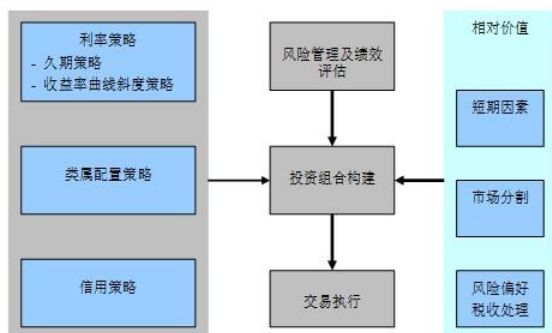 利率策略
- 久期策略
- 收益率曲线斜度策略
类属配置策略
信用策略
风险管理及绩效
评估
投资组合构建
交易执行
相对价值
短期因素
市场分割
风险偏好
税收处理